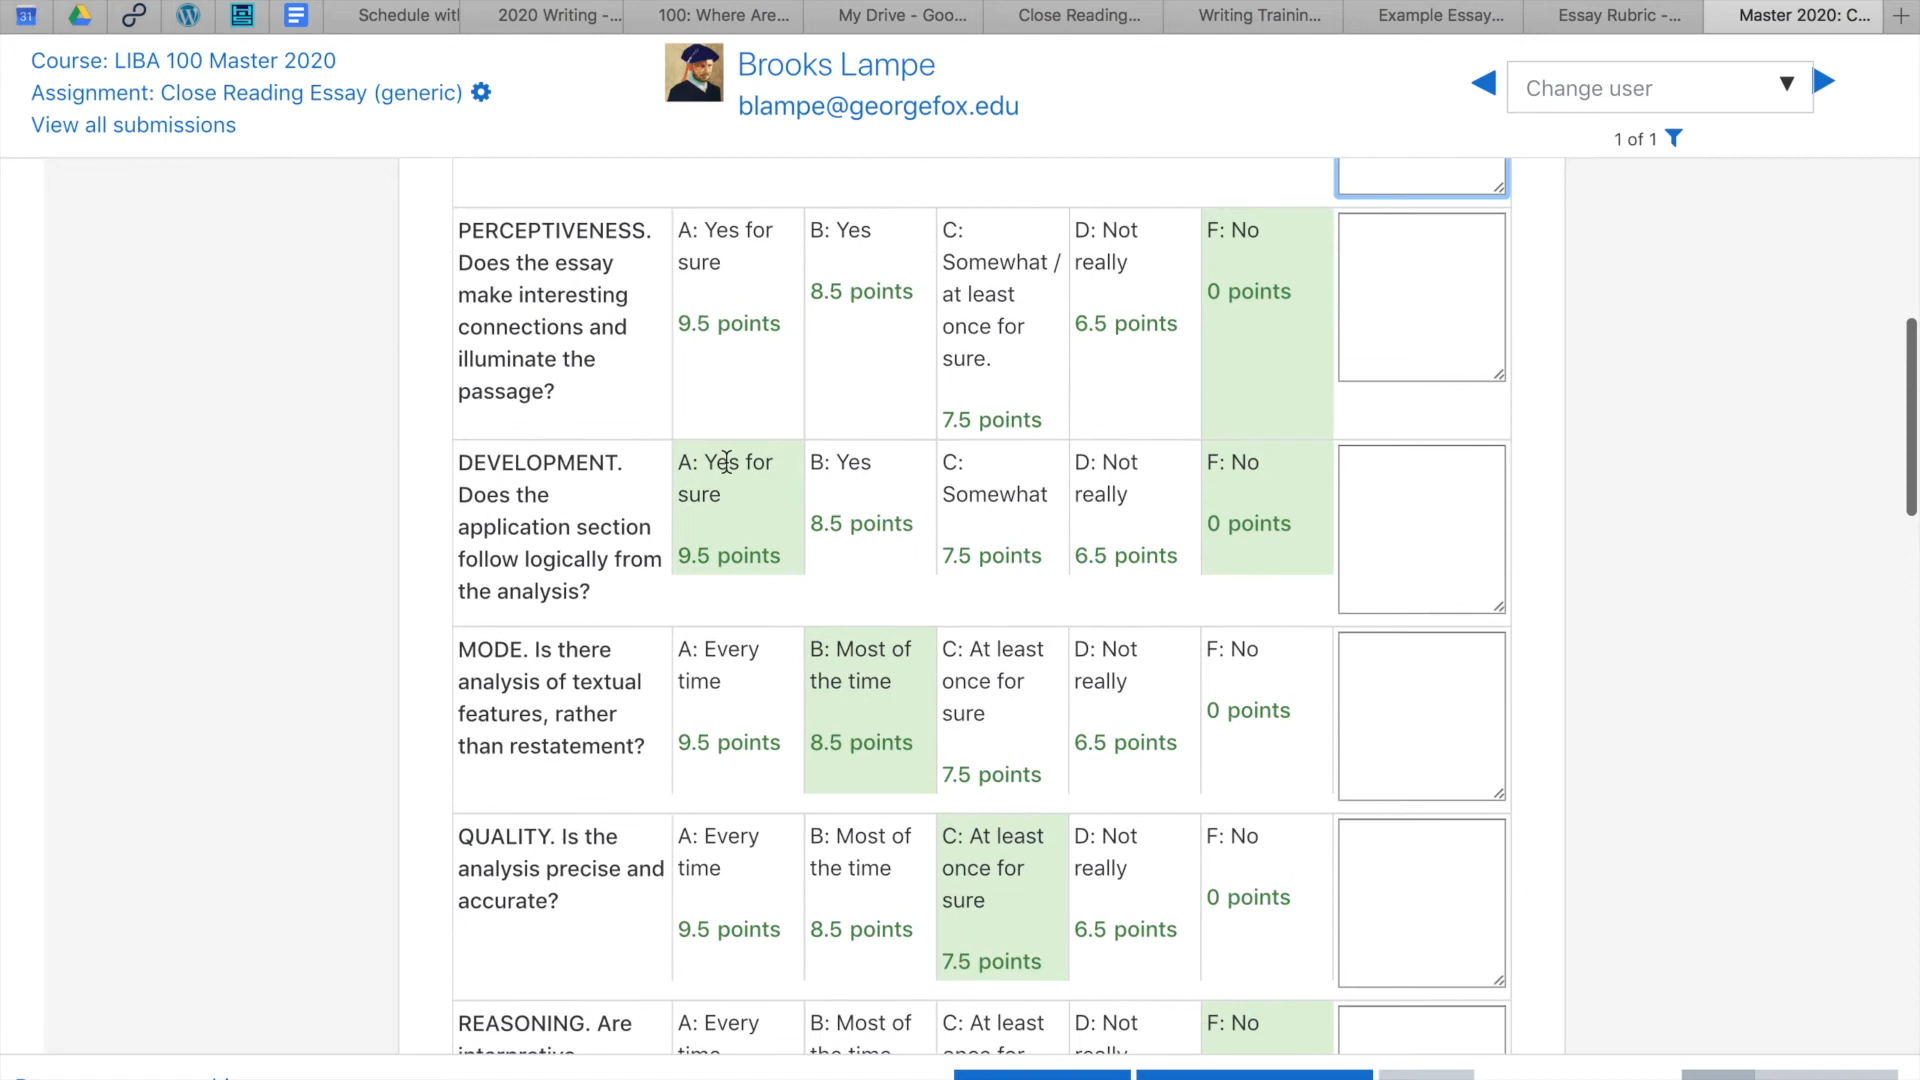 31
Schedule wit
2020 Writing -...
100: Where Are...
My Drive - Goo...
Close Reading...
Writing Trainin...
Example Essay...
Essay Rubric -...
Master 2020: C...
Course: LIBA 100 Master 2020
Assignment: Close Reading Essay (generic)
View all submissions
Brooks Lampe
blampe@georgefox.edu
Change user
1 of 1
PERCEPTIVENESS.
Does the essay
make interesting
connections and
illuminate the
passage?
A: Yes for
sure
9.5 points
B: Yes
8.5 points
C:
Somewhat /
at least
once for
sure.
7.5 points
D: Not
really
6.5 points
F: No
0 points
DEVELOPMENT.
Does the
application section
follow logically from
the analysis?
A: Yes for
sure
9.5 points
B: Yes
8.5 points
C:
Somewhat
7.5 points
D: Not
really
6.5 points
F: No
0 points
MODE. Is there
analysis of textual
features, rather
than restatement?
A: Every
time
9.5 points
B: Most of
the time
8.5 points
C: At least
once for
sure
7.5 points
D: Not
really
6.5 points
F: No
0 points
QUALITY. Is the
analysis precise and
accurate?
A: Every
time
9.5 points
B: Most of
the time
8.5 points
C: At least
once for
sure
7.5 points
D: Not
really
6.5 points
F: No
0 points
REASONING. Are
interpretive
A: Every
time
B: Most of
the time
C: At least
once for
D: Not
really
F: No